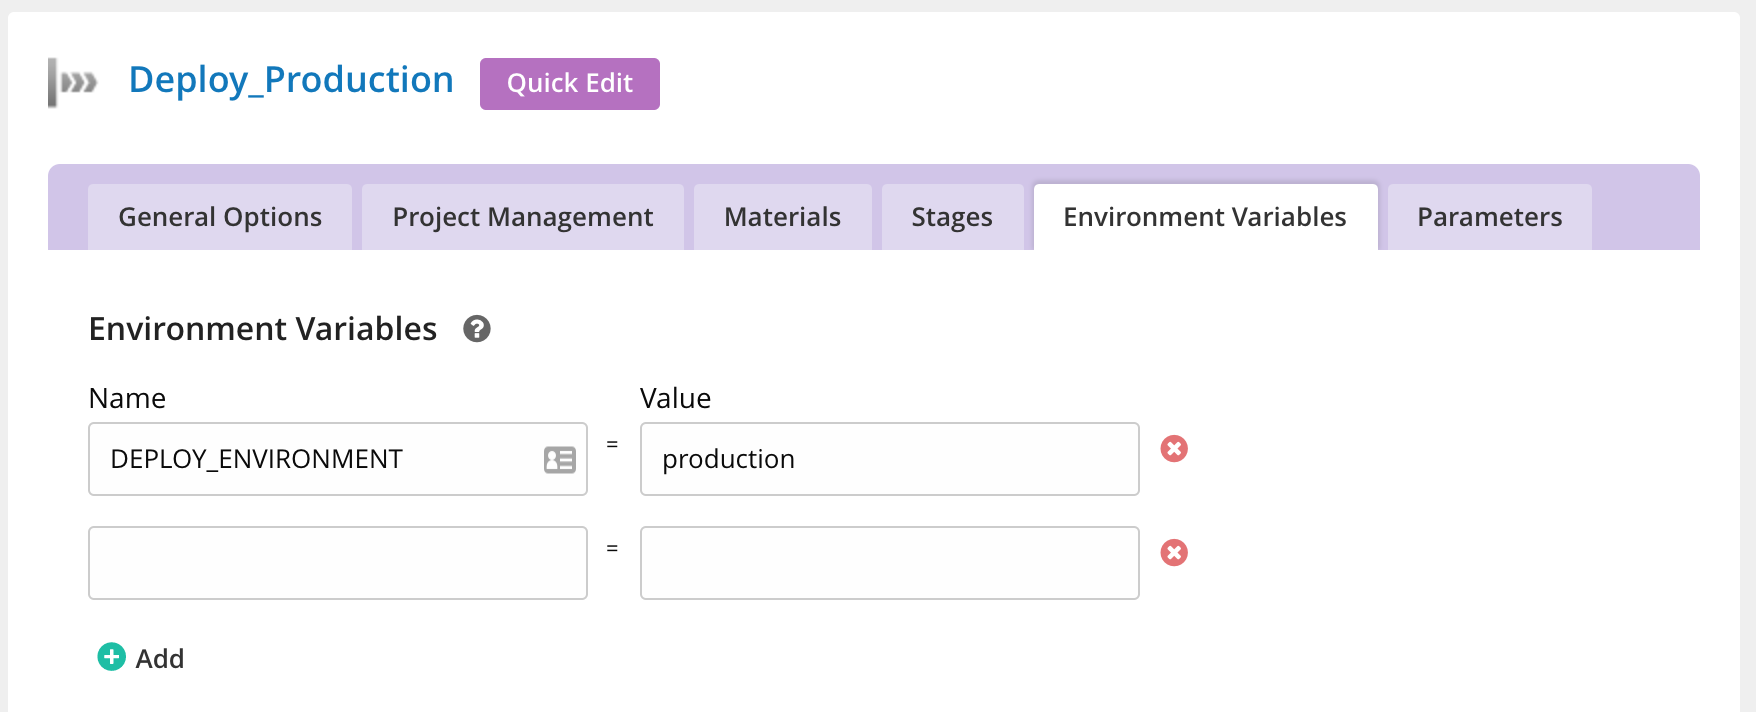 Deploy_Production Quick Edit
General Options Project Management Materials Stages Environment Variables Parameters
Environment Variables ?
Name Value
DEPLOY_ENVIRONMENT = production
=
Add